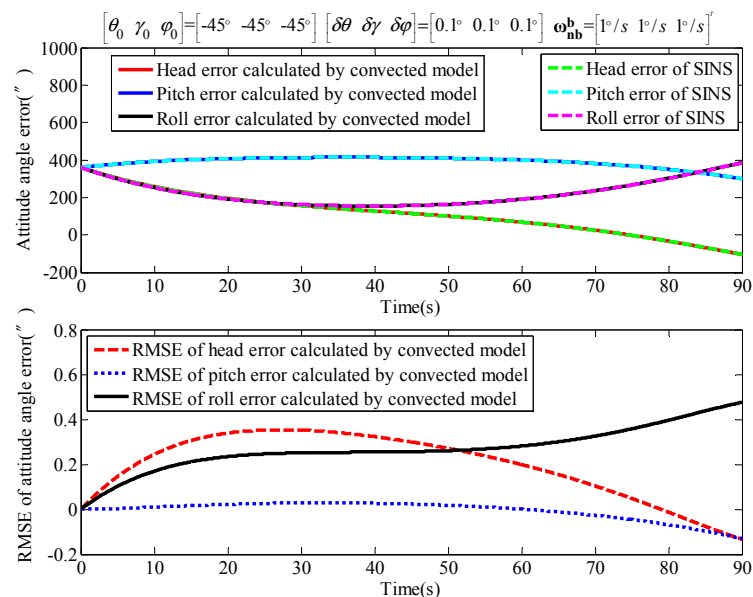 [θ₀ γ₀ φ₀]=[-45° -45° -45°] [δθ δγ δφ]=[0.1° 0.1° 0.1°] ω_nb^b=[1°/s 1°/s 1°/s]^T
Attitude angle error(″)
1000
800
600
400
200
0
-200
Head error calculated by convected model
Pitch error calculated by convected model
Roll error calculated by convected model
Head error of SINS
Pitch error of SINS
Roll error of SINS
0 10 20 30 40 50 60 70 80 90
Time(s)
RMSE of attitude angle error(″)
0.8
0.6
0.4
0.2
0
-0.2
RMSE of head error calculated by convected model
RMSE of pitch error calculated by convected model
RMSE of roll error calculated by convected model
0 10 20 30 40 50 60 70 80 90
Time(s)